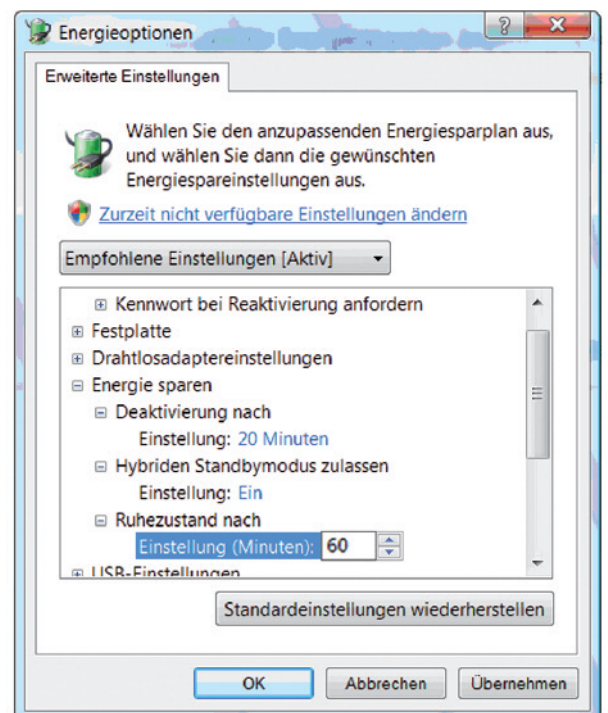 Energieoptionen
Erweiterte Einstellungen
Wählen Sie den anzupassenden Energiesparplan aus,
und wählen Sie dann die gewünschten
Energiespareinstellungen aus.
Zurzeit nicht verfügbare Einstellungen ändern
Empfohlene Einstellungen [Aktiv]
Kennwort bei Reaktivierung anfordern
Festplatte
Drahtlosadaptereinstellungen
Energie sparen
Deaktivierung nach
Einstellung: 20 Minuten
Hybriden Standbymodus zulassen
Einstellung: Ein
Ruhezustand nach
Einstellung (Minuten): 60
USB-Einstellungen
Standardeinstellungen wiederherstellen
OK Abbrechen Übernehmen